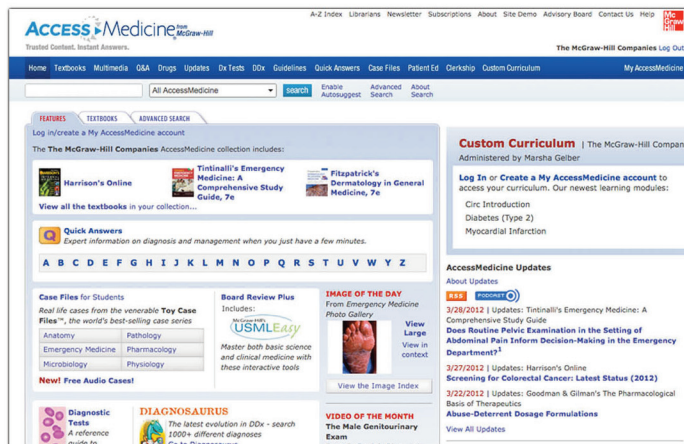 A-Z Index Librarians Newsletter Subscriptions About Site Demo Advisory Board Contact Us Help
Mc
Graw
Hill
ACCESS Medicine from McGraw-Hill
Trusted Content. Instant Answers.
The McGraw-Hill Companies Log Out
Home Textbooks Multimedia Q&A Drugs Updates Dx Tests DDx Guidelines Quick Answers Case Files Patient Ed Clerkship Custom Curriculum My AccessMedicine
All AccessMedicine search Enable Autosuggest Advanced Search About Search
FEATURES TEXTBOOKS ADVANCED SEARCH
Log in/create a My AccessMedicine account
The The McGraw-Hill Companies AccessMedicine collection includes:
Harrison's Online
Tintinalli's Emergency
Medicine: A
Comprehensive Study
Guide, 7e
Fitzpatrick's
Dermatology in General
Medicine, 7e
View all the textbooks in your collection...
Quick Answers
Expert information on diagnosis and management when you just have a few minutes.
A B C D E F G H I J K L M N O P Q R S T U V W Y Z
Case Files for Students
Real life cases from the venerable Toy Case
Files™, the world's best-selling case series
Anatomy Pathology
Emergency Medicine Pharmacology
Microbiology Physiology
New! Free Audio Cases!
Board Review Plus
Includes:
McGraw-Hill's
USMLEasy
Master both basic science
and clinical medicine with
these interactive tools
IMAGE OF THE DAY
From Emergency Medicine
Photo Gallery
View
Large
View in
context
View the Image Index
Diagnostic
Tests
A reference
guide to
DIAGNOSAURUS
The latest evolution in DDx - search
1000+ different diagnoses
Go to Diagnosaurus
VIDEO OF THE MONTH
The Male Genitourinary
Exam
Custom Curriculum | The McGraw-Hill Compan
Administered by Marsha Gelber
Log In or Create a My AccessMedicine account to
access your curriculum. Our newest learning modules:
Circ Introduction
Diabetes (Type 2)
Myocardial Infarction
AccessMedicine Updates
About Updates
RSS PODCAST
3/28/2012 | Updates: Tintinalli's Emergency Medicine: A
Comprehensive Study Guide
Does Routine Pelvic Examination in the Setting of
Abdominal Pain Inform Decision-Making in the Emergency
Department?1
3/27/2012 | Updates: Harrison's Online
Screening for Colorectal Cancer: Latest Status (2012)
3/22/2012 | Updates: Goodman & Gilman's The Pharmacological
Basis of Therapeutics
Abuse-Deterrent Dosage Formulations
View All Updates